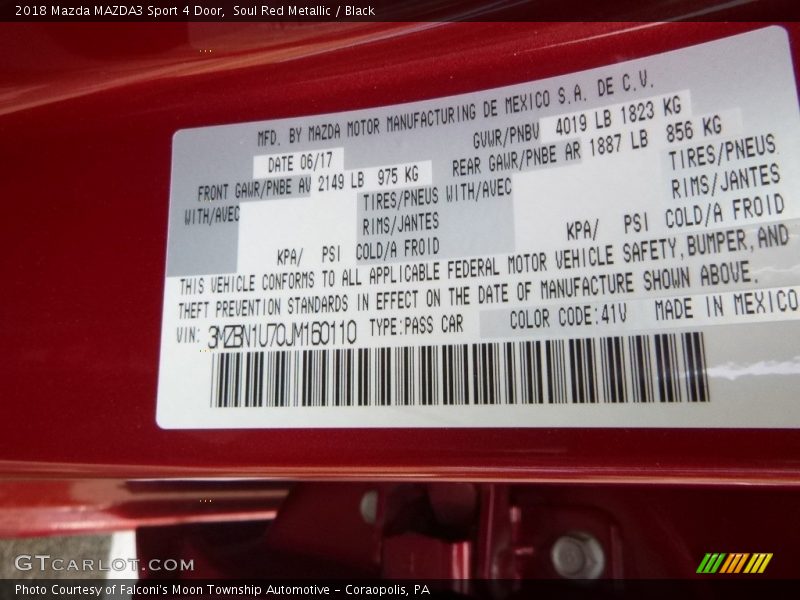 2018 Mazda MAZDA3 Sport 4 Door,  Soul Red Metallic / Black
MFD. BY MAZDA MOTOR MANUFACTURING DE MEXICO S.A. DE C.V.
DATE 06/17 GVWR/PNBV 4019 LB 1823 KG
FRONT GAWR/PNBE AV 2149 LB 975 KG REAR GAWR/PNBE AR 1887 LB 856 KG
WITH/AVEC TIRES/PNEUS WITH/AVEC TIRES/PNEUS
RIMS/JANTES RIMS/JANTES
KPA/ PSI COLD/A FROID KPA/ PSI COLD/A FROID
THIS VEHICLE CONFORMS TO ALL APPLICABLE FEDERAL MOTOR VEHICLE SAFETY,BUMPER,AND
THEFT PREVENTION STANDARDS IN EFFECT ON THE DATE OF MANUFACTURE SHOWN ABOVE.
VIN: 3MZBN1U70JM160110 TYPE:PASS CAR COLOR CODE:41V MADE IN MEXICO
GTCARLOT.COM
Photo Courtesy of Falconi's Moon Township Automotive - Coraopolis, PA